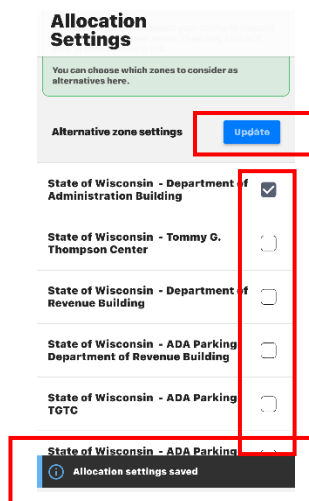 Allocation
Settings
You can choose which zones to consider as
alternatives here.
Alternative zone settings
Update
State of Wisconsin - Department of
Administration Building
State of Wisconsin - Tommy G.
Thompson Center
State of Wisconsin - Department of
Revenue Building
State of Wisconsin - ADA Parking
Department of Revenue Building
State of Wisconsin - ADA Parking
TGTC
State of Wisconsin - ADA Parking
Allocation settings saved